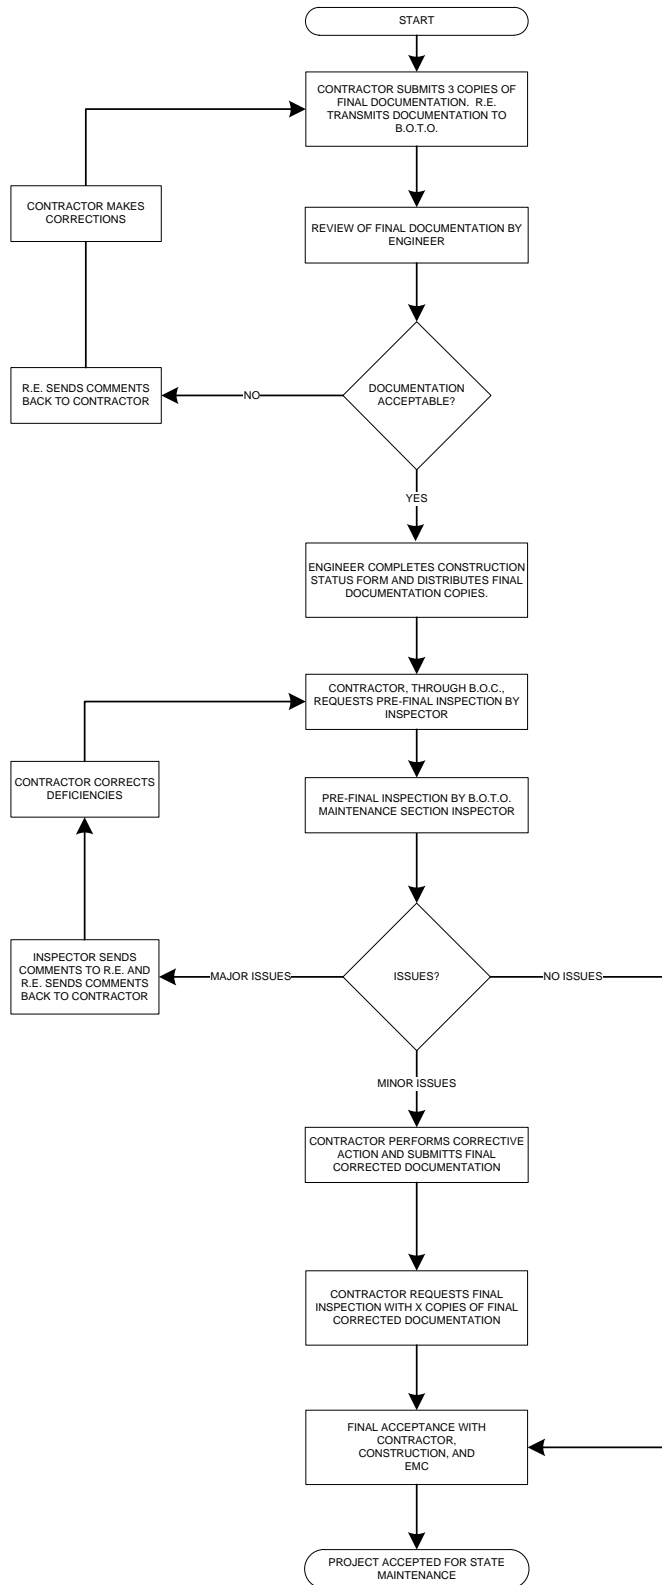 START
CONTRACTOR SUBMITS 3 COPIES OF
FINAL DOCUMENTATION. R.E.
TRANSMITS DOCUMENTATION TO
B.O.T.O.
CONTRACTOR MAKES
CORRECTIONS
REVIEW OF FINAL DOCUMENTATION BY
ENGINEER
R.E. SENDS COMMENTS
BACK TO CONTRACTOR
NO
DOCUMENTATION
ACCEPTABLE?
YES
ENGINEER COMPLETES CONSTRUCTION
STATUS FORM AND DISTRIBUTES FINAL
DOCUMENTATION COPIES.
CONTRACTOR, THROUGH B.O.C.,
REQUESTS PRE-FINAL INSPECTION BY
INSPECTOR
CONTRACTOR CORRECTS
DEFICIENCIES
PRE-FINAL INSPECTION BY B.O.T.O.
MAINTENANCE SECTION INSPECTOR
INSPECTOR SENDS
COMMENTS TO R.E. AND
R.E. SENDS COMMENTS
BACK TO CONTRACTOR
MAJOR ISSUES
ISSUES?
NO ISSUES
MINOR ISSUES
CONTRACTOR PERFORMS CORRECTIVE
ACTION AND SUBMITTS FINAL
CORRECTED DOCUMENTATION
CONTRACTOR REQUESTS FINAL
INSPECTION WITH X COPIES OF FINAL
CORRECTED DOCUMENTATION
FINAL ACCEPTANCE WITH
CONTRACTOR,
CONSTRUCTION, AND
EMC
PROJECT ACCEPTED FOR STATE
MAINTENANCE